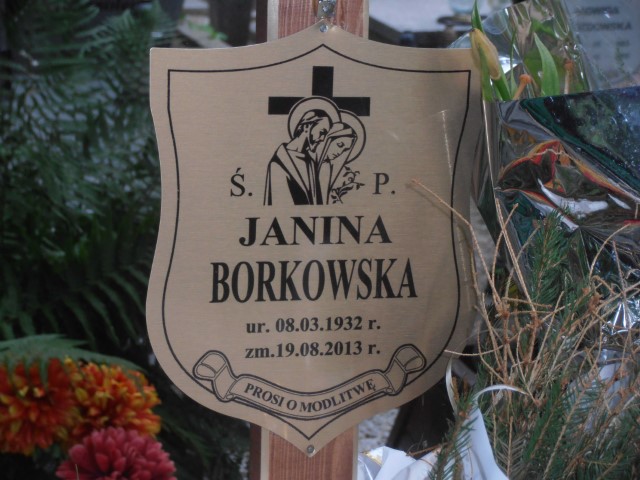 Ś. P.
JANINA
BORKOWSKA
ur. 08.03.1932 r.
zm.19.08.2013 r.
PROSI O MODLITWĘ